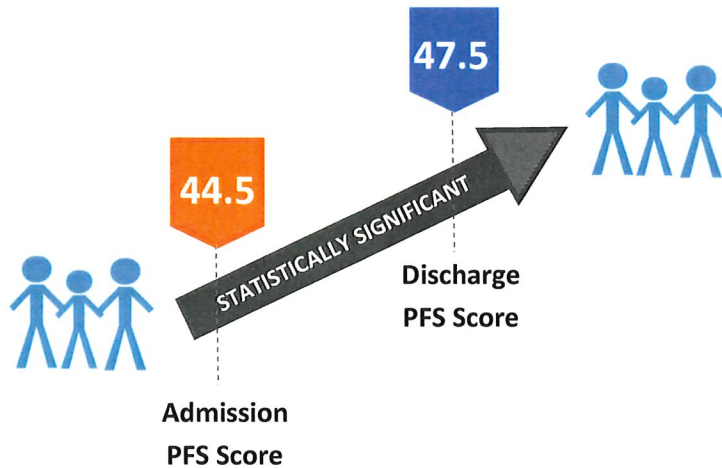 47.5
44.5
STATISTICALLY SIGNIFICANT
Discharge
PFS Score
Admission
PFS Score